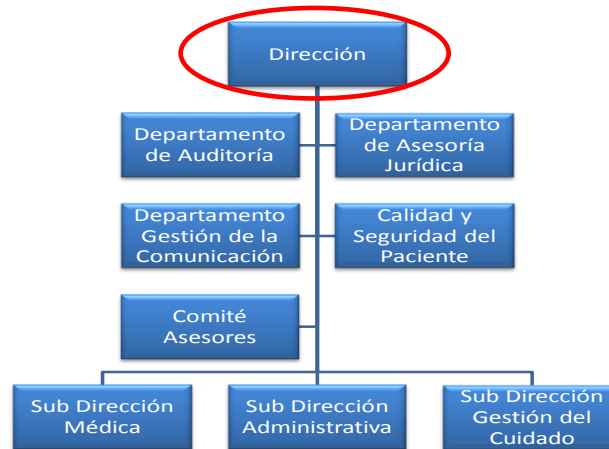 Dirección
Departamento
de Auditoría
Departamento
de Asesoría
Jurídica
Departamento
Gestión de la
Comunicación
Calidad y
Seguridad del
Paciente
Comité
Asesores
Sub Dirección
Médica
Sub Dirección
Administrativa
Sub Dirección
Gestión del
Cuidado